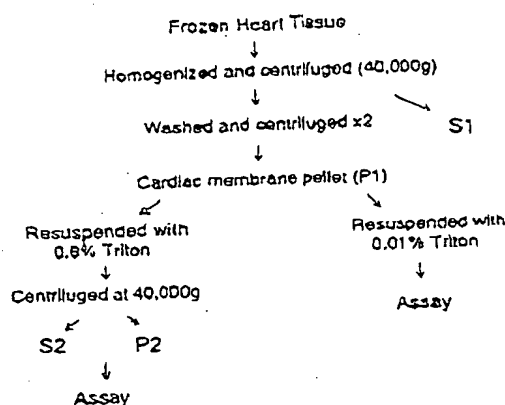 Frozen Heart Tissue
Homogenized and centrifuged (40,000g)
S1
Washed and centrifuged x2
Cardiac membrane pellet (P1)
Resuspended with
0.6% Triton
Resuspended with
0.01% Triton
Centrifuged at 40,000g
Assay
S2
P2
Assay